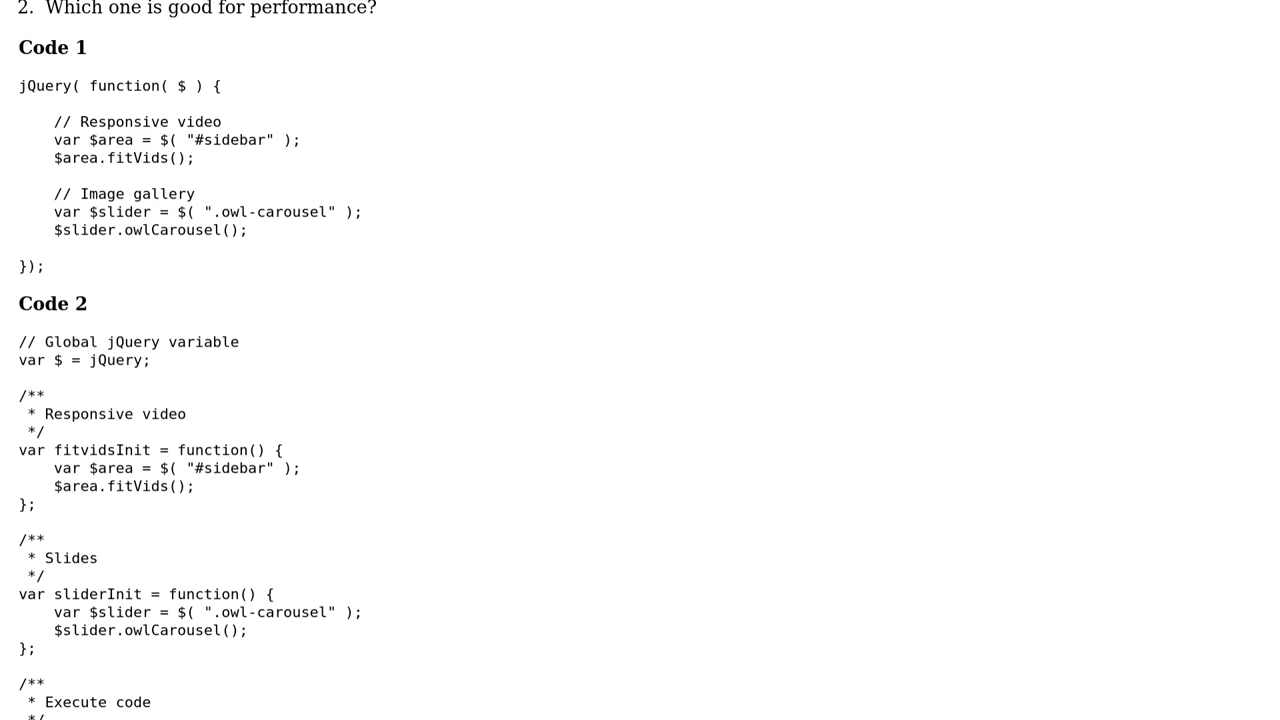 2. Which one is good for performance?
Code 1
jQuery( function( $ ) {
    // Responsive video
    var $area = $( "#sidebar" );
    $area.fitVids();
    // Image gallery
    var $slider = $( ".owl-carousel" );
    $slider.owlCarousel();
});
Code 2
// Global jQuery variable
var $ = jQuery;
/**
 * Responsive video
 */
var fitvidsInit = function() {
    var $area = $( "#sidebar" );
    $area.fitVids();
};
/**
 * Slides
 */
var sliderInit = function() {
    var $slider = $( ".owl-carousel" );
    $slider.owlCarousel();
};
/**
 * Execute code
 */